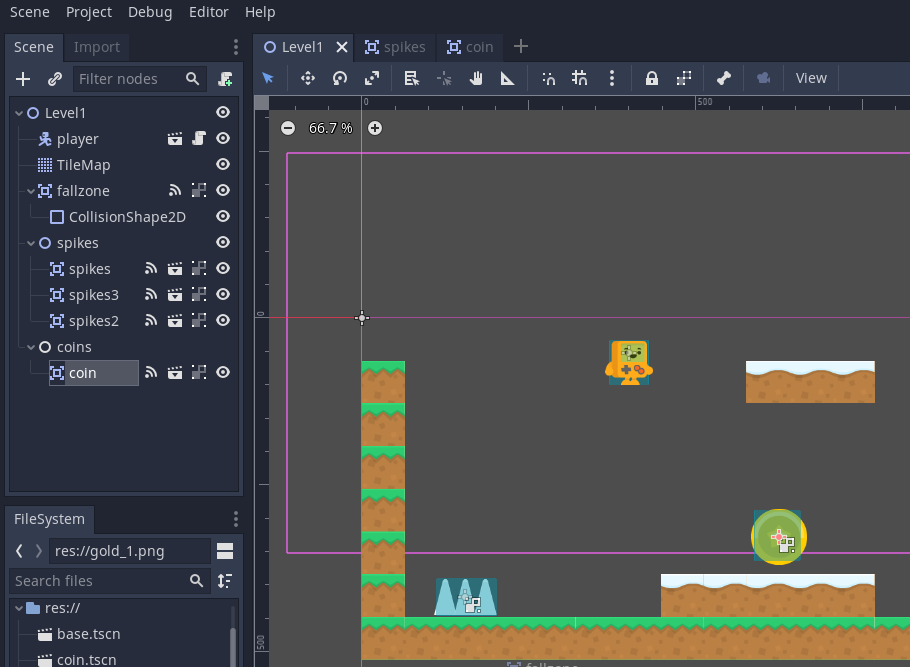 Scene Project Debug Editor Help
Scene Import
Level1 spikes coin
Filter nodes
View
0 500
66.7 %
Level1
player
TileMap
fallzone
CollisionShape2D
spikes
spikes
spikes3
spikes2
coins
coin
0
500
FileSystem
res://gold_1.png
Search files
res://
base.tscn
coin.tscn
fallzone